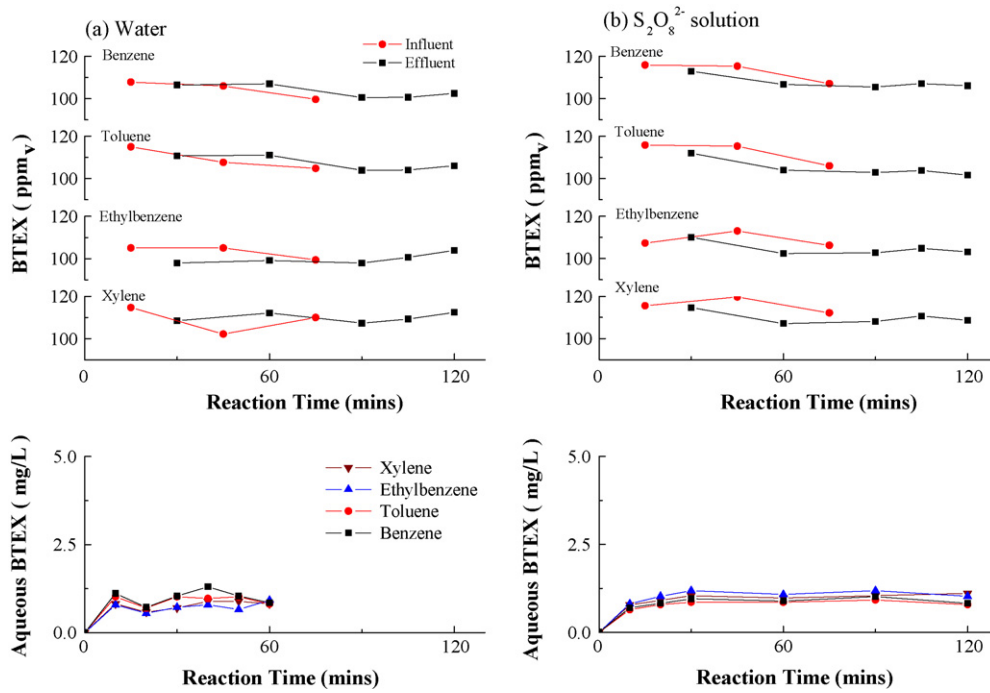 (a) Water
Influent
Effluent
Benzene
120
100
Toluene
120
100
Ethylbenzene
120
100
Xylene
120
100
BTEX ( ppmv)
0
60
120
Reaction Time (mins)
(b) S2O8^2- solution
Benzene
120
100
Toluene
120
100
Ethylbenzene
120
100
Xylene
120
100
BTEX ( ppmv)
0
60
120
Reaction Time (mins)
Aqueous BTEX ( mg/L)
5.0
2.5
0.0
Xylene
Ethylbenzene
Toluene
Benzene
0
60
120
Reaction Time (mins)
Aqueous BTEX ( mg/L)
5.0
2.5
0.0
0
60
120
Reaction Time (mins)